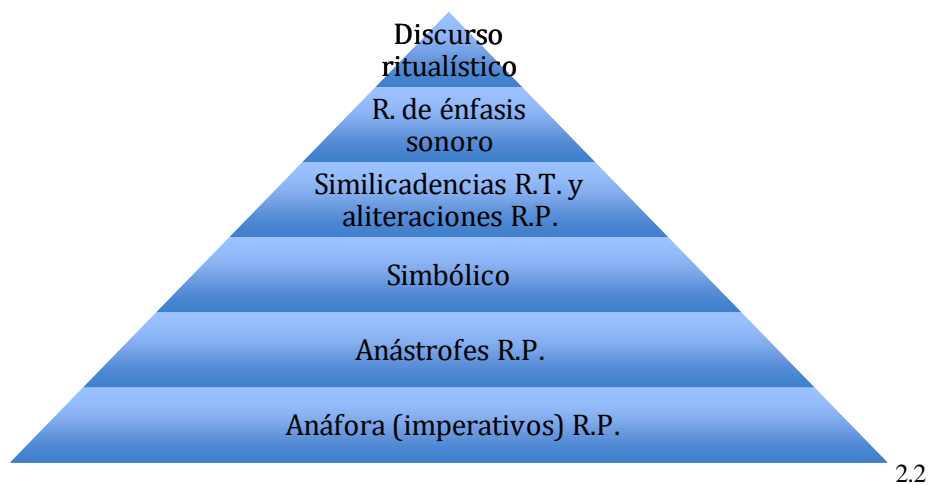 Discurso
ritualístico
R. de énfasis
sonoro
Similicadencias R.T. y
aliteraciones R.P.
Simbólico
Anástrofes R.P.
Anáfora (imperativos) R.P.
2.2